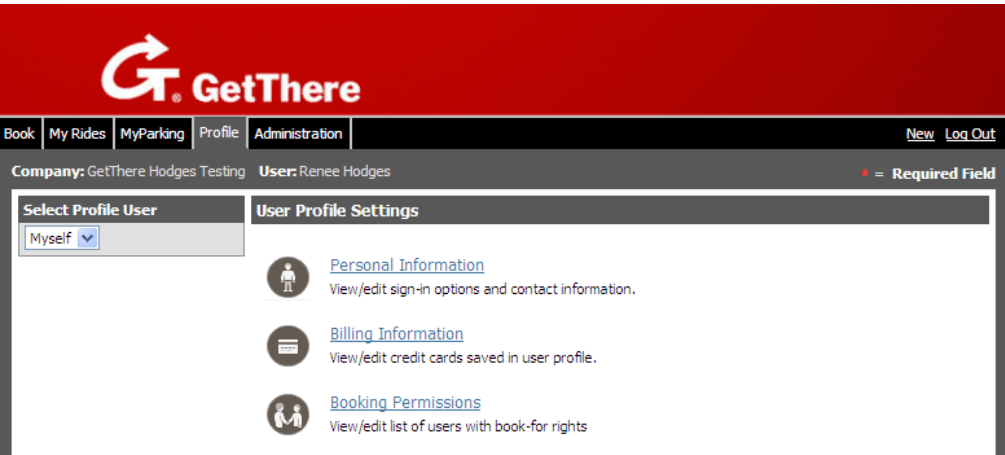 GT® GetThere
Book My Rides MyParking Profile Administration New Log Out
Company: GetThere Hodges Testing User: Renee Hodges * = Required Field
Select Profile User
Myself
User Profile Settings
Personal Information
View/edit sign-in options and contact information.
Billing Information
View/edit credit cards saved in user profile.
Booking Permissions
View/edit list of users with book-for rights